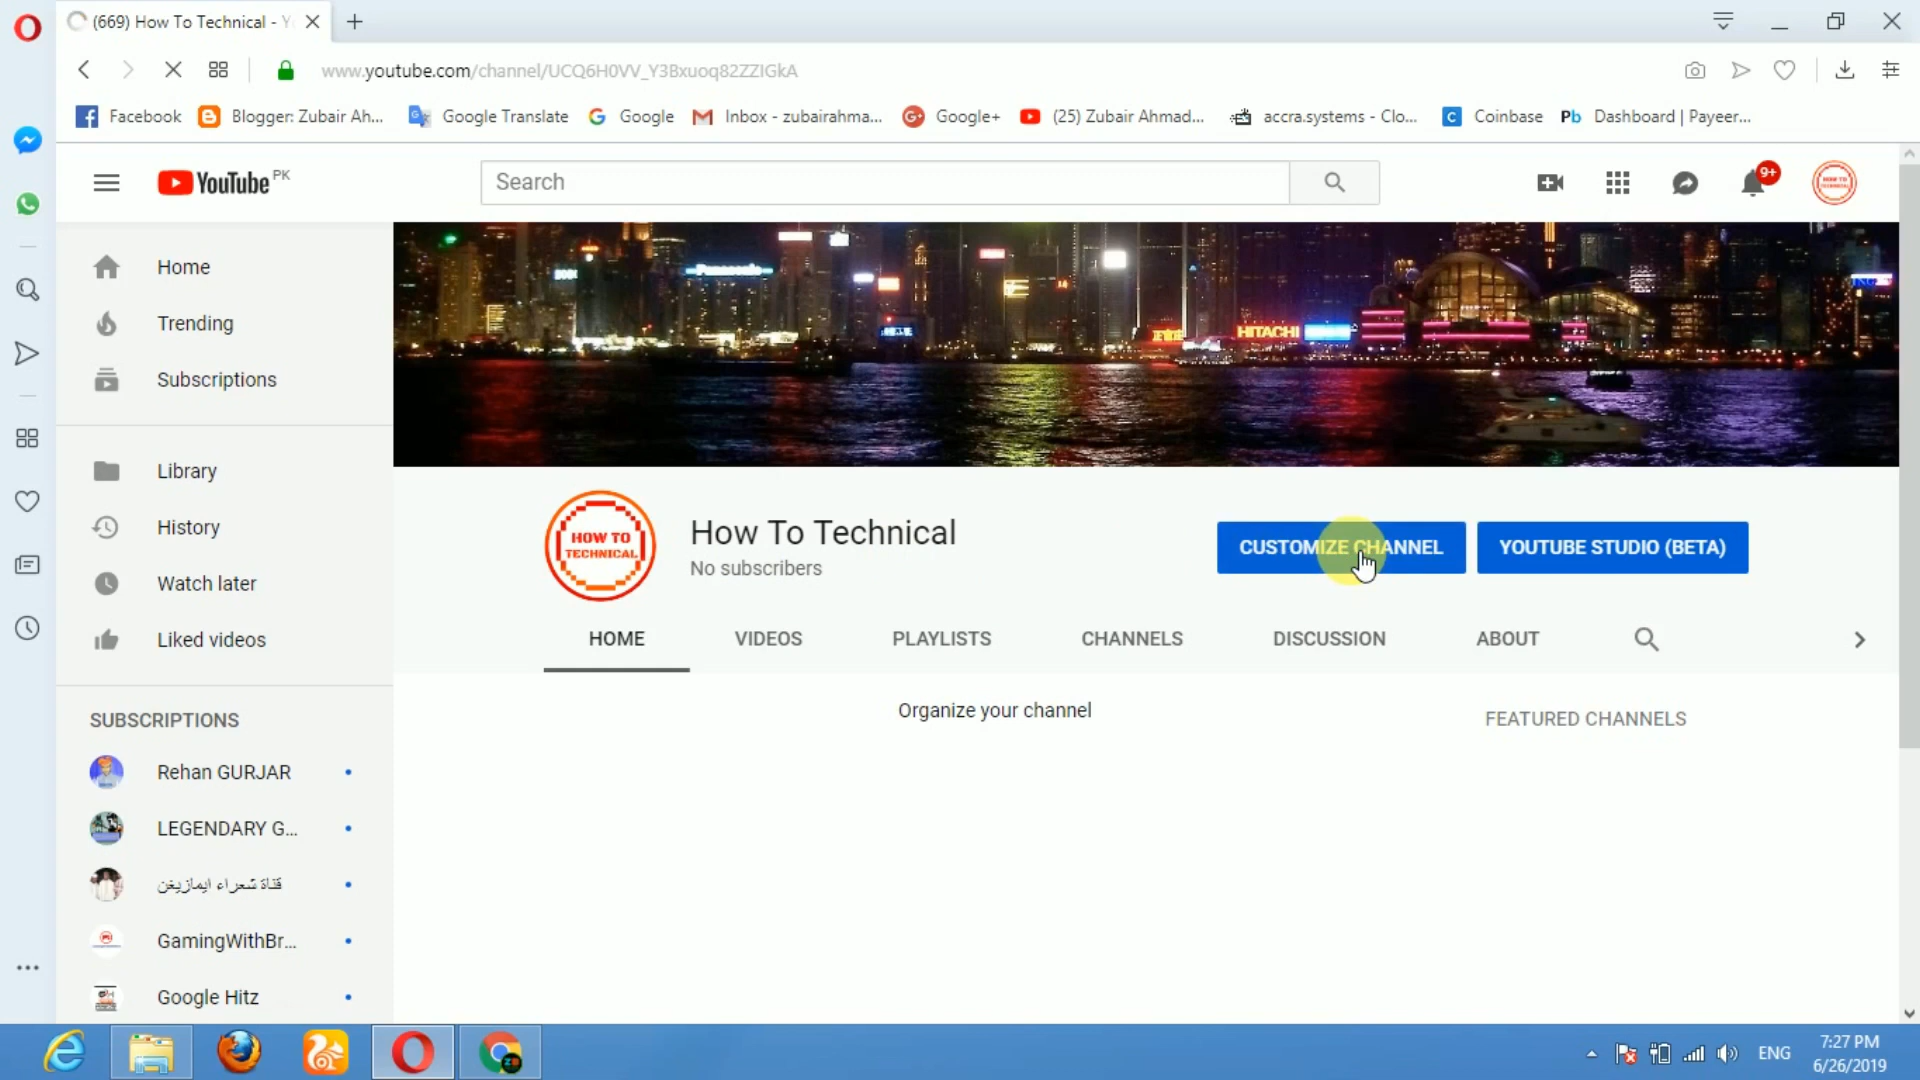 (669) How To Technical - Y
www.youtube.com/channel/UCQ6H0VV_Y3Bxuoq82ZZIGkA
Facebook
Blogger: Zubair Ah...
Google Translate
Google
Inbox - zubairahma...
Google+
(25) Zubair Ahmad...
accra.systems - Clo...
Coinbase
Pb Dashboard | Payeer...
YouTube PK
Search
9+
Home
Trending
Subscriptions
Library
History
Watch later
Liked videos
SUBSCRIPTIONS
Rehan GURJAR
LEGENDARY G...
قناة شعراء ايمازيغن
GamingWithBr...
Google Hitz
Panasonic
HITACHI
HOW TO
TECHNICAL
How To Technical
No subscribers
CUSTOMIZE CHANNEL
YOUTUBE STUDIO (BETA)
HOME
VIDEOS
PLAYLISTS
CHANNELS
DISCUSSION
ABOUT
Organize your channel
FEATURED CHANNELS
ENG
7:27 PM
6/26/2019